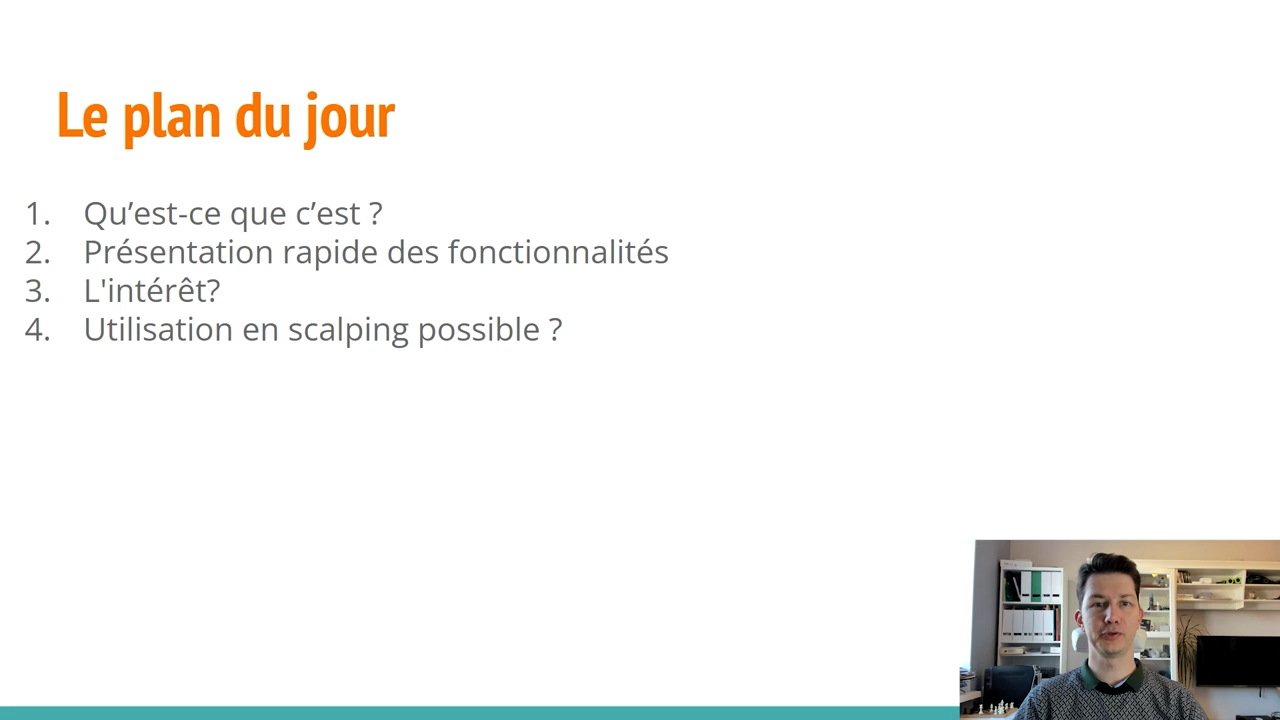 Le plan du jour
1. Qu’est-ce que c’est ?
2. Présentation rapide des fonctionnalités
3. L'intérêt?
4. Utilisation en scalping possible ?